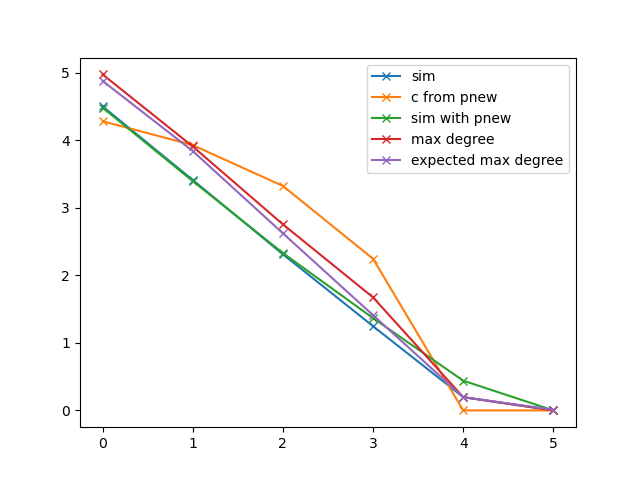 5
4
3
2
1
0
0 1 2 3 4 5
sim
c from pnew
sim with pnew
max degree
expected max degree